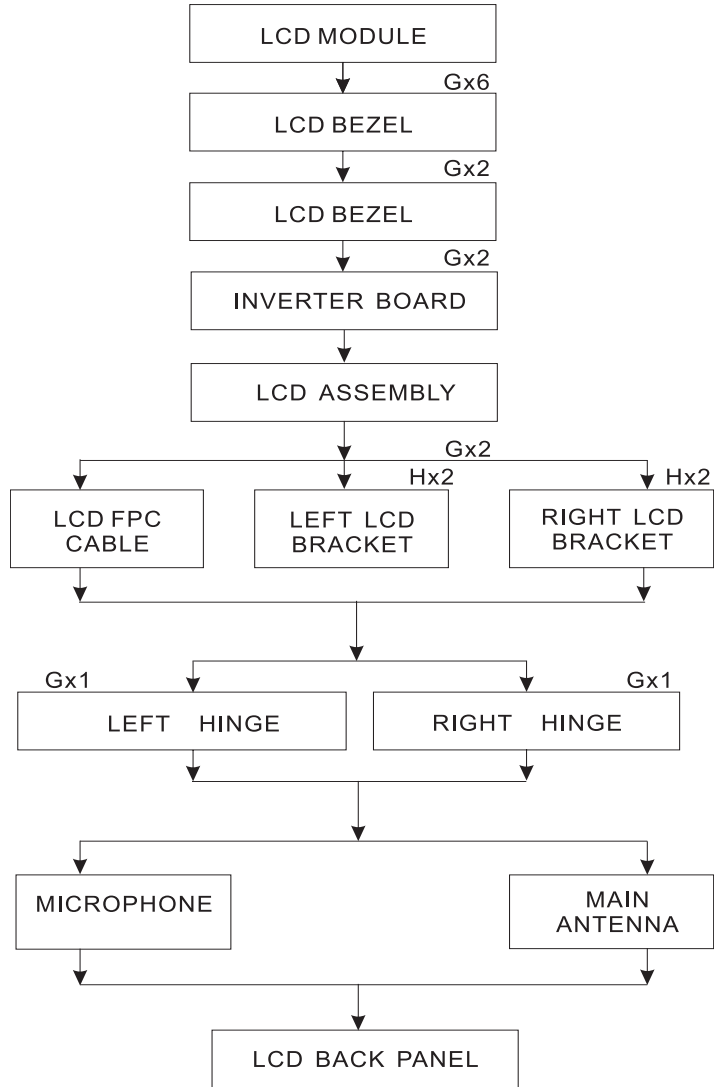 LCD MODULE
Gx6
LCD BEZEL
Gx2
LCD BEZEL
Gx2
INVERTER BOARD
LCD ASSEMBLY
Gx2
Hx2
Hx2
LCD FPC
CABLE
LEFT LCD
BRACKET
RIGHT LCD
BRACKET
Gx1
Gx1
LEFT HINGE
RIGHT HINGE
MICROPHONE
MAIN
ANTENNA
LCD BACK PANEL